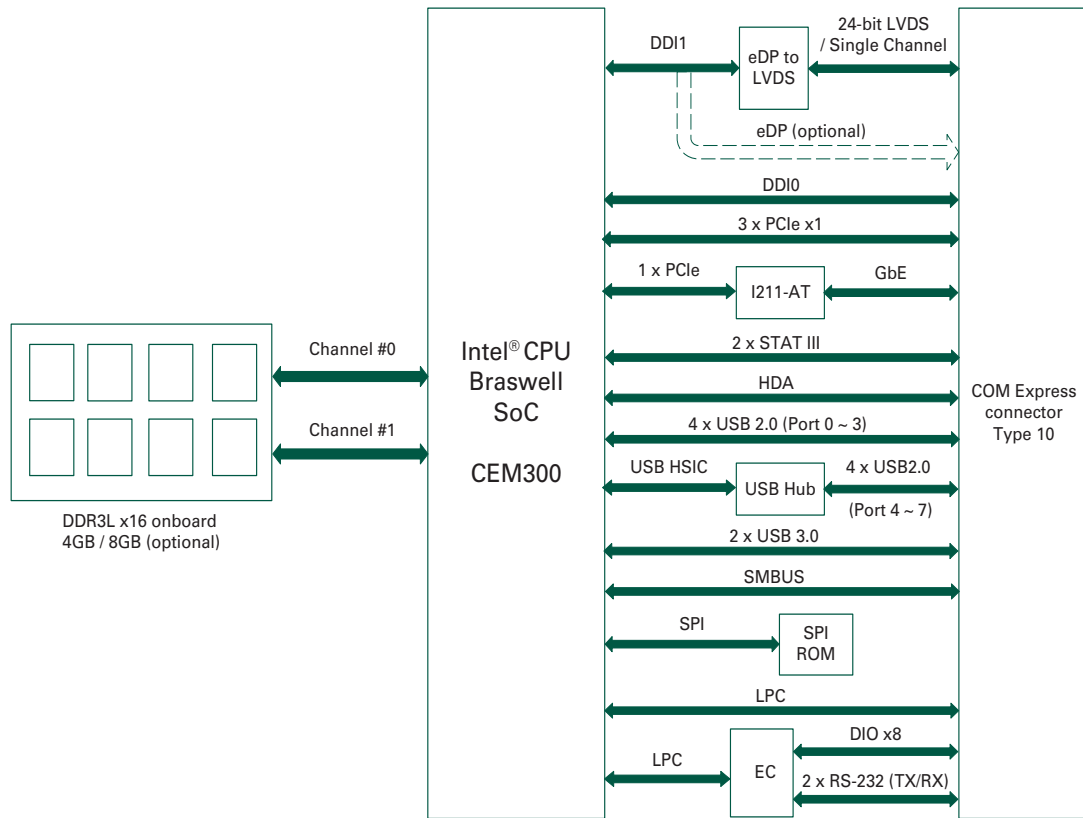 24-bit LVDS
/ Single Channel
DDI1
eDP to
LVDS
eDP (optional)
DDI0
3 x PCIe x1
1 x PCIe
I211-AT
GbE
2 x STAT III
HDA
4 x USB 2.0 (Port 0 ~ 3)
USB HSIC
USB Hub
4 x USB2.0
(Port 4 ~ 7)
2 x USB 3.0
SMBUS
SPI
SPI
ROM
LPC
LPC
EC
DIO x8
2 x RS-232 (TX/RX)
Channel #0
Channel #1
DDR3L x16 onboard
4GB / 8GB (optional)
Intel® CPU
Braswell
SoC
CEM300
COM Express
connector
Type 10